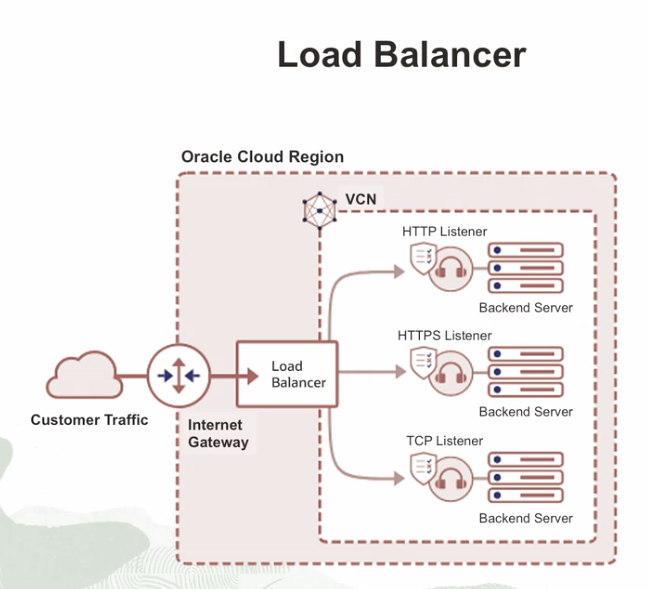 Load Balancer
Oracle Cloud Region
VCN
HTTP Listener
Backend Server
HTTPS Listener
Load
Balancer
Backend Server
Customer Traffic
Internet
Gateway
TCP Listener
Backend Server